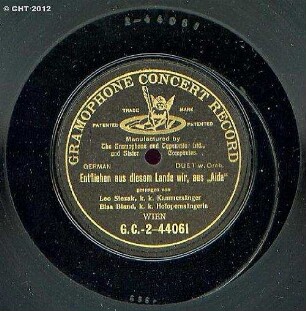 © CHT-2012
2-44061
GRAMOPHONE CONCERT RECORD
TRADE MARK
PATENTED PATENTED
Manufactured by
The Gramophone and Typewriter Ltd.,
and Sister Companies
GERMAN DUET w. Orch.
Entfliehen aus diesem Lande wir, aus „Aida"
gesungen von
Leo Slezak, k. k. Kammersänger
Elsa Bland, k. k. Hofopernsängerin
WIEN
G.C.-2-44061